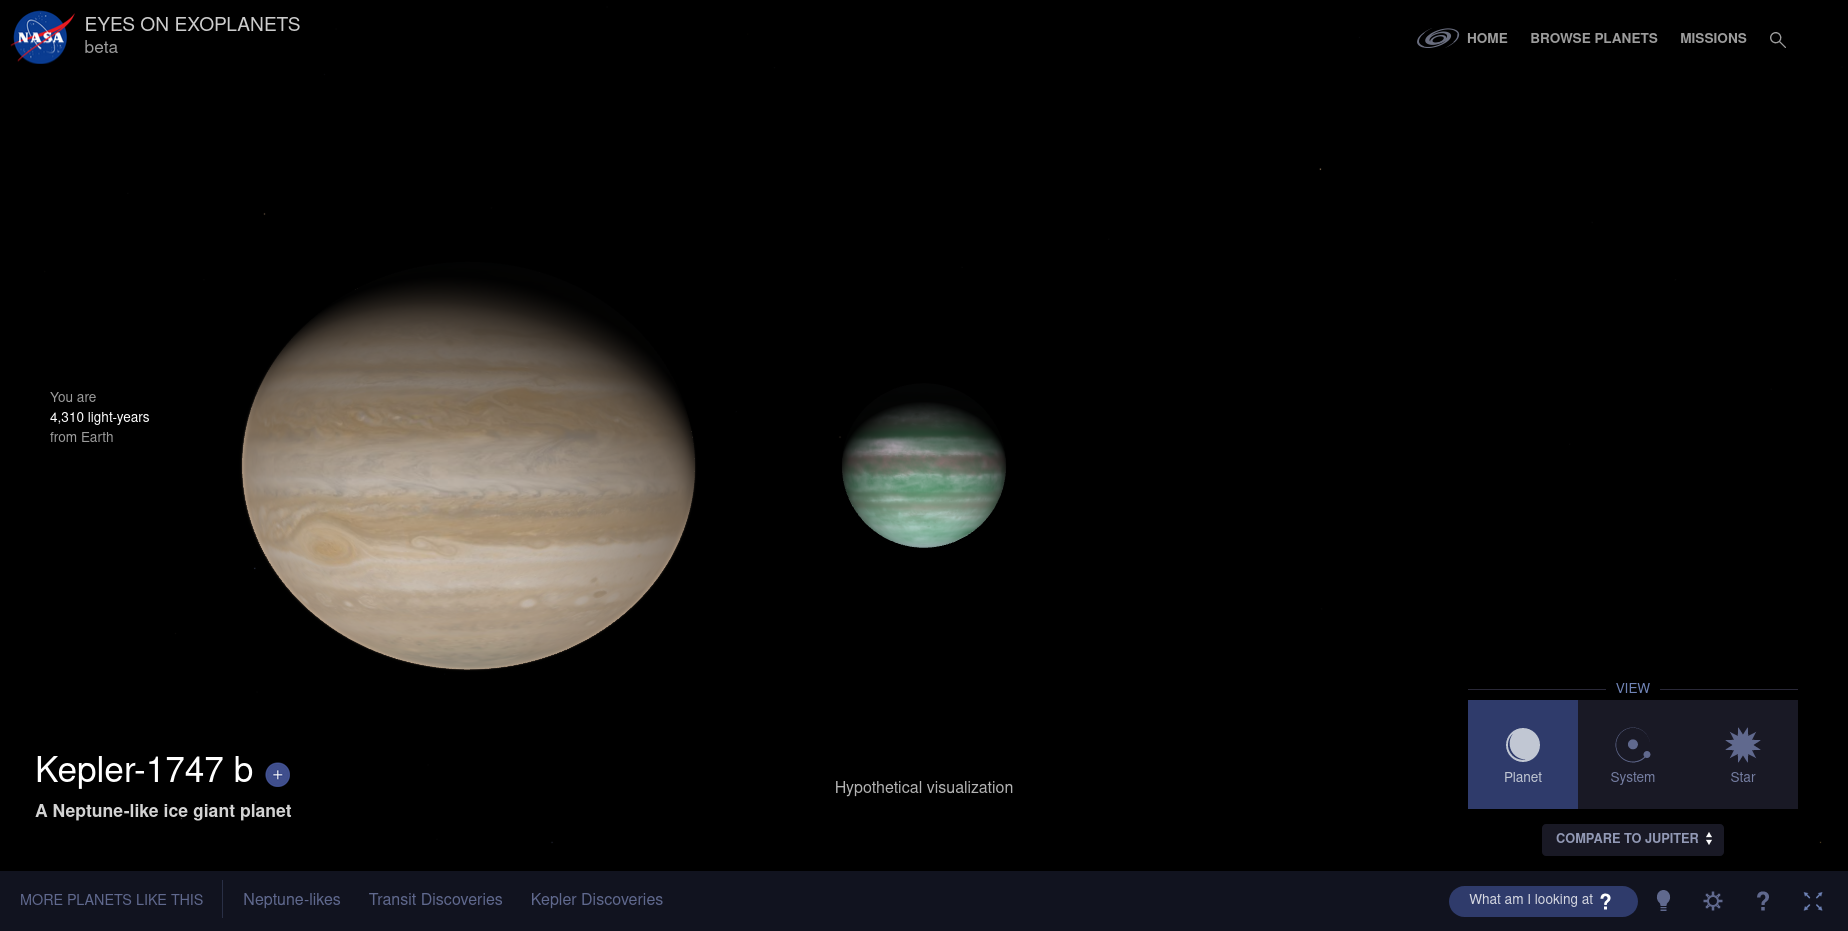 NASA
EYES ON EXOPLANETS
beta
HOME
BROWSE PLANETS
MISSIONS
You are
4,310 light-years
from Earth
Kepler-1747 b +
A Neptune-like ice giant planet
Hypothetical visualization
VIEW
Planet
System
Star
COMPARE TO JUPITER
MORE PLANETS LIKE THIS
Neptune-likes
Transit Discoveries
Kepler Discoveries
What am I looking at ?
?